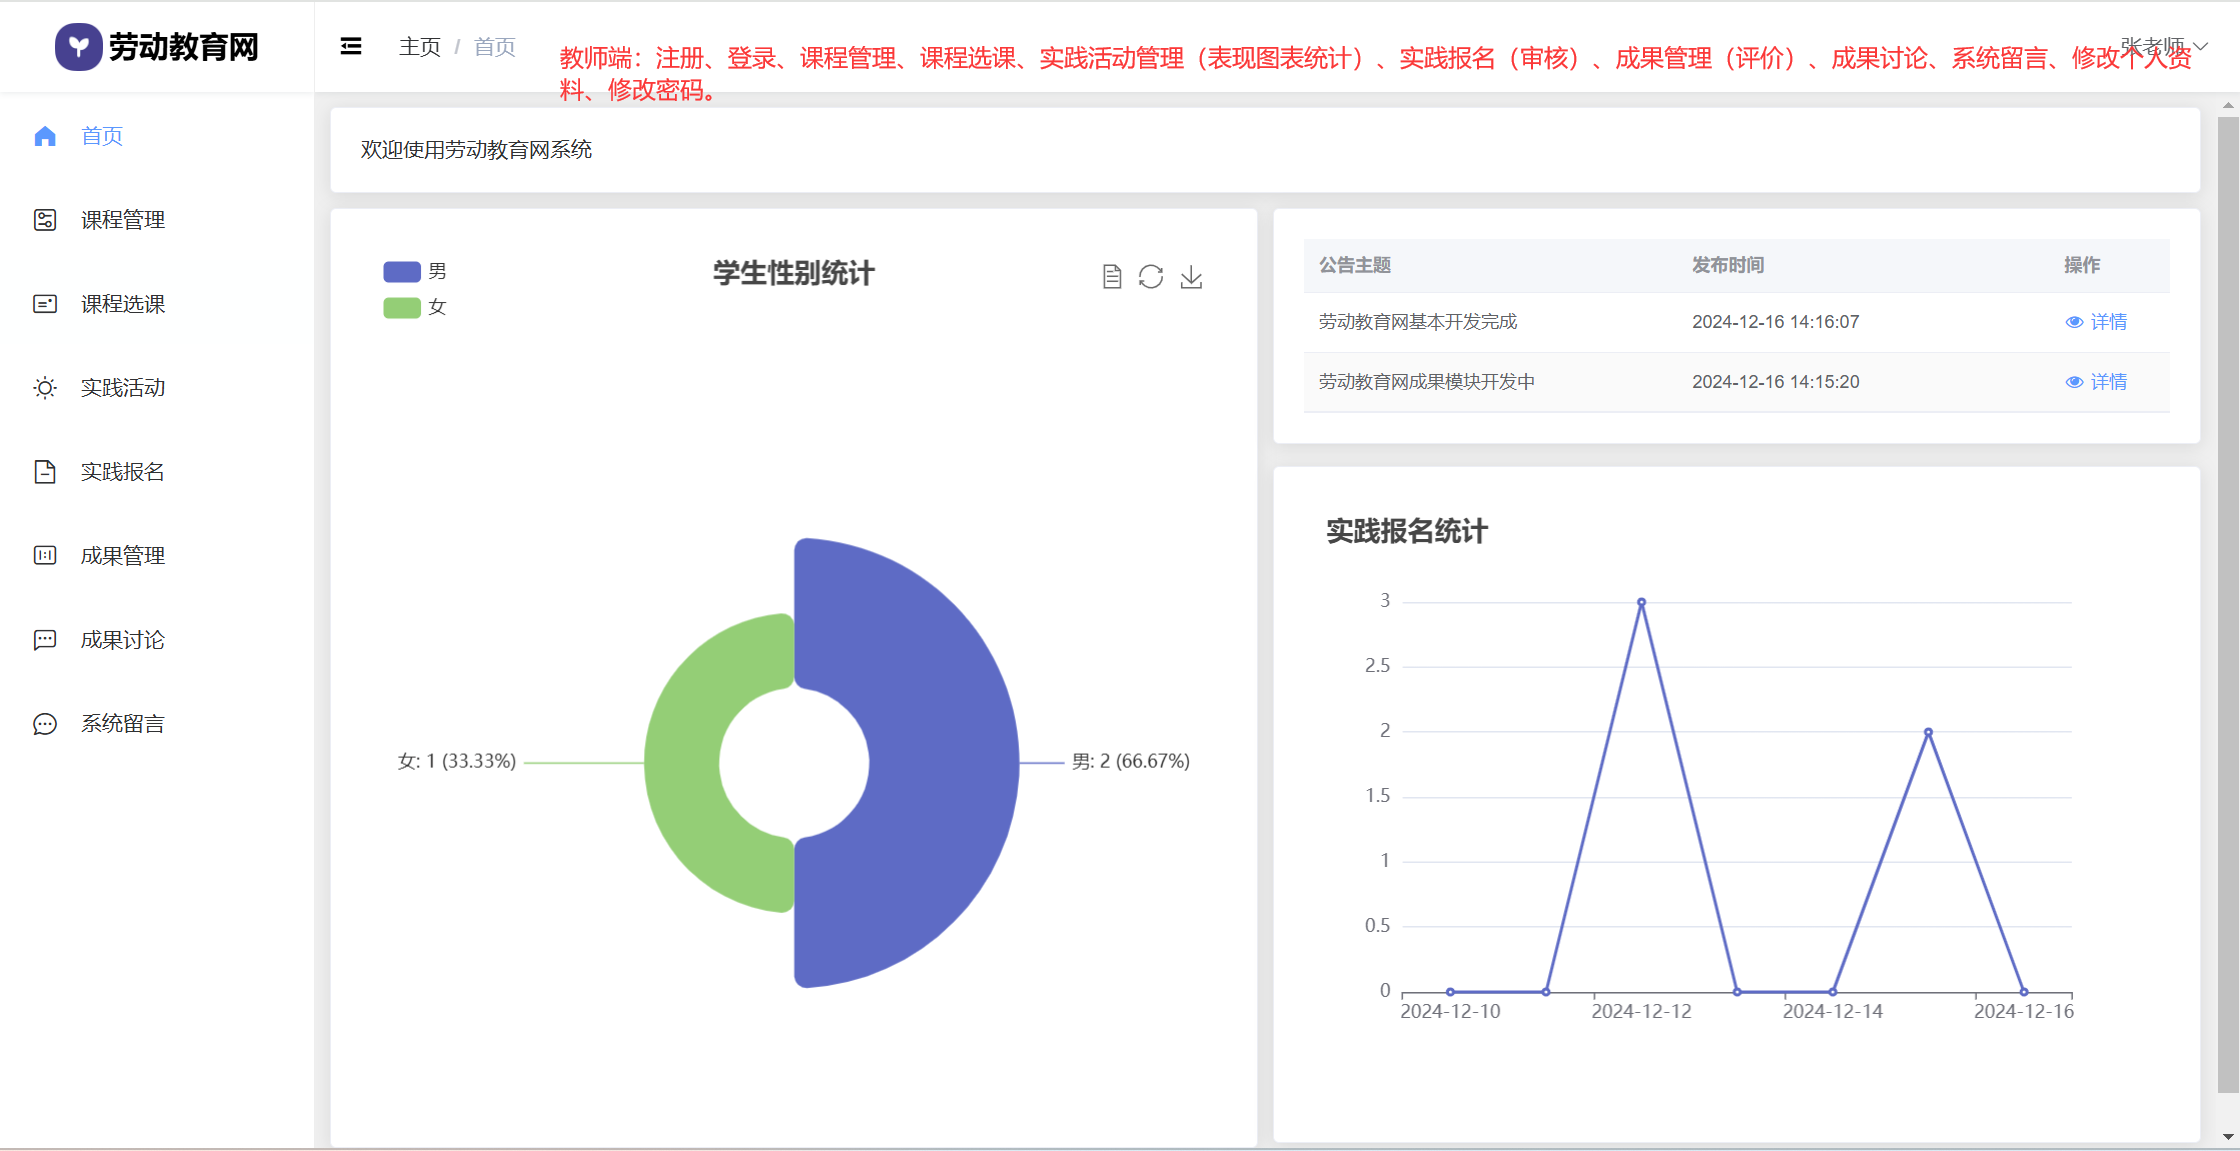 劳动教育网
主页 / 首页
张老师
教师端：注册、登录、课程管理、课程选课、实践活动管理（表现图表统计）、实践报名（审核）、成果管理（评价）、成果讨论、系统留言、修改个人资
料、修改密码。
首页
课程管理
课程选课
实践活动
实践报名
成果管理
成果讨论
系统留言
欢迎使用劳动教育网系统
男
女
学生性别统计
女: 1 (33.33%)
男: 2 (66.67%)
公告主题 发布时间 操作
劳动教育网基本开发完成 2024-12-16 14:16:07 详情
劳动教育网成果模块开发中 2024-12-16 14:15:20 详情
实践报名统计
3
2.5
2
1.5
1
0.5
0
2024-12-10 2024-12-12 2024-12-14 2024-12-16